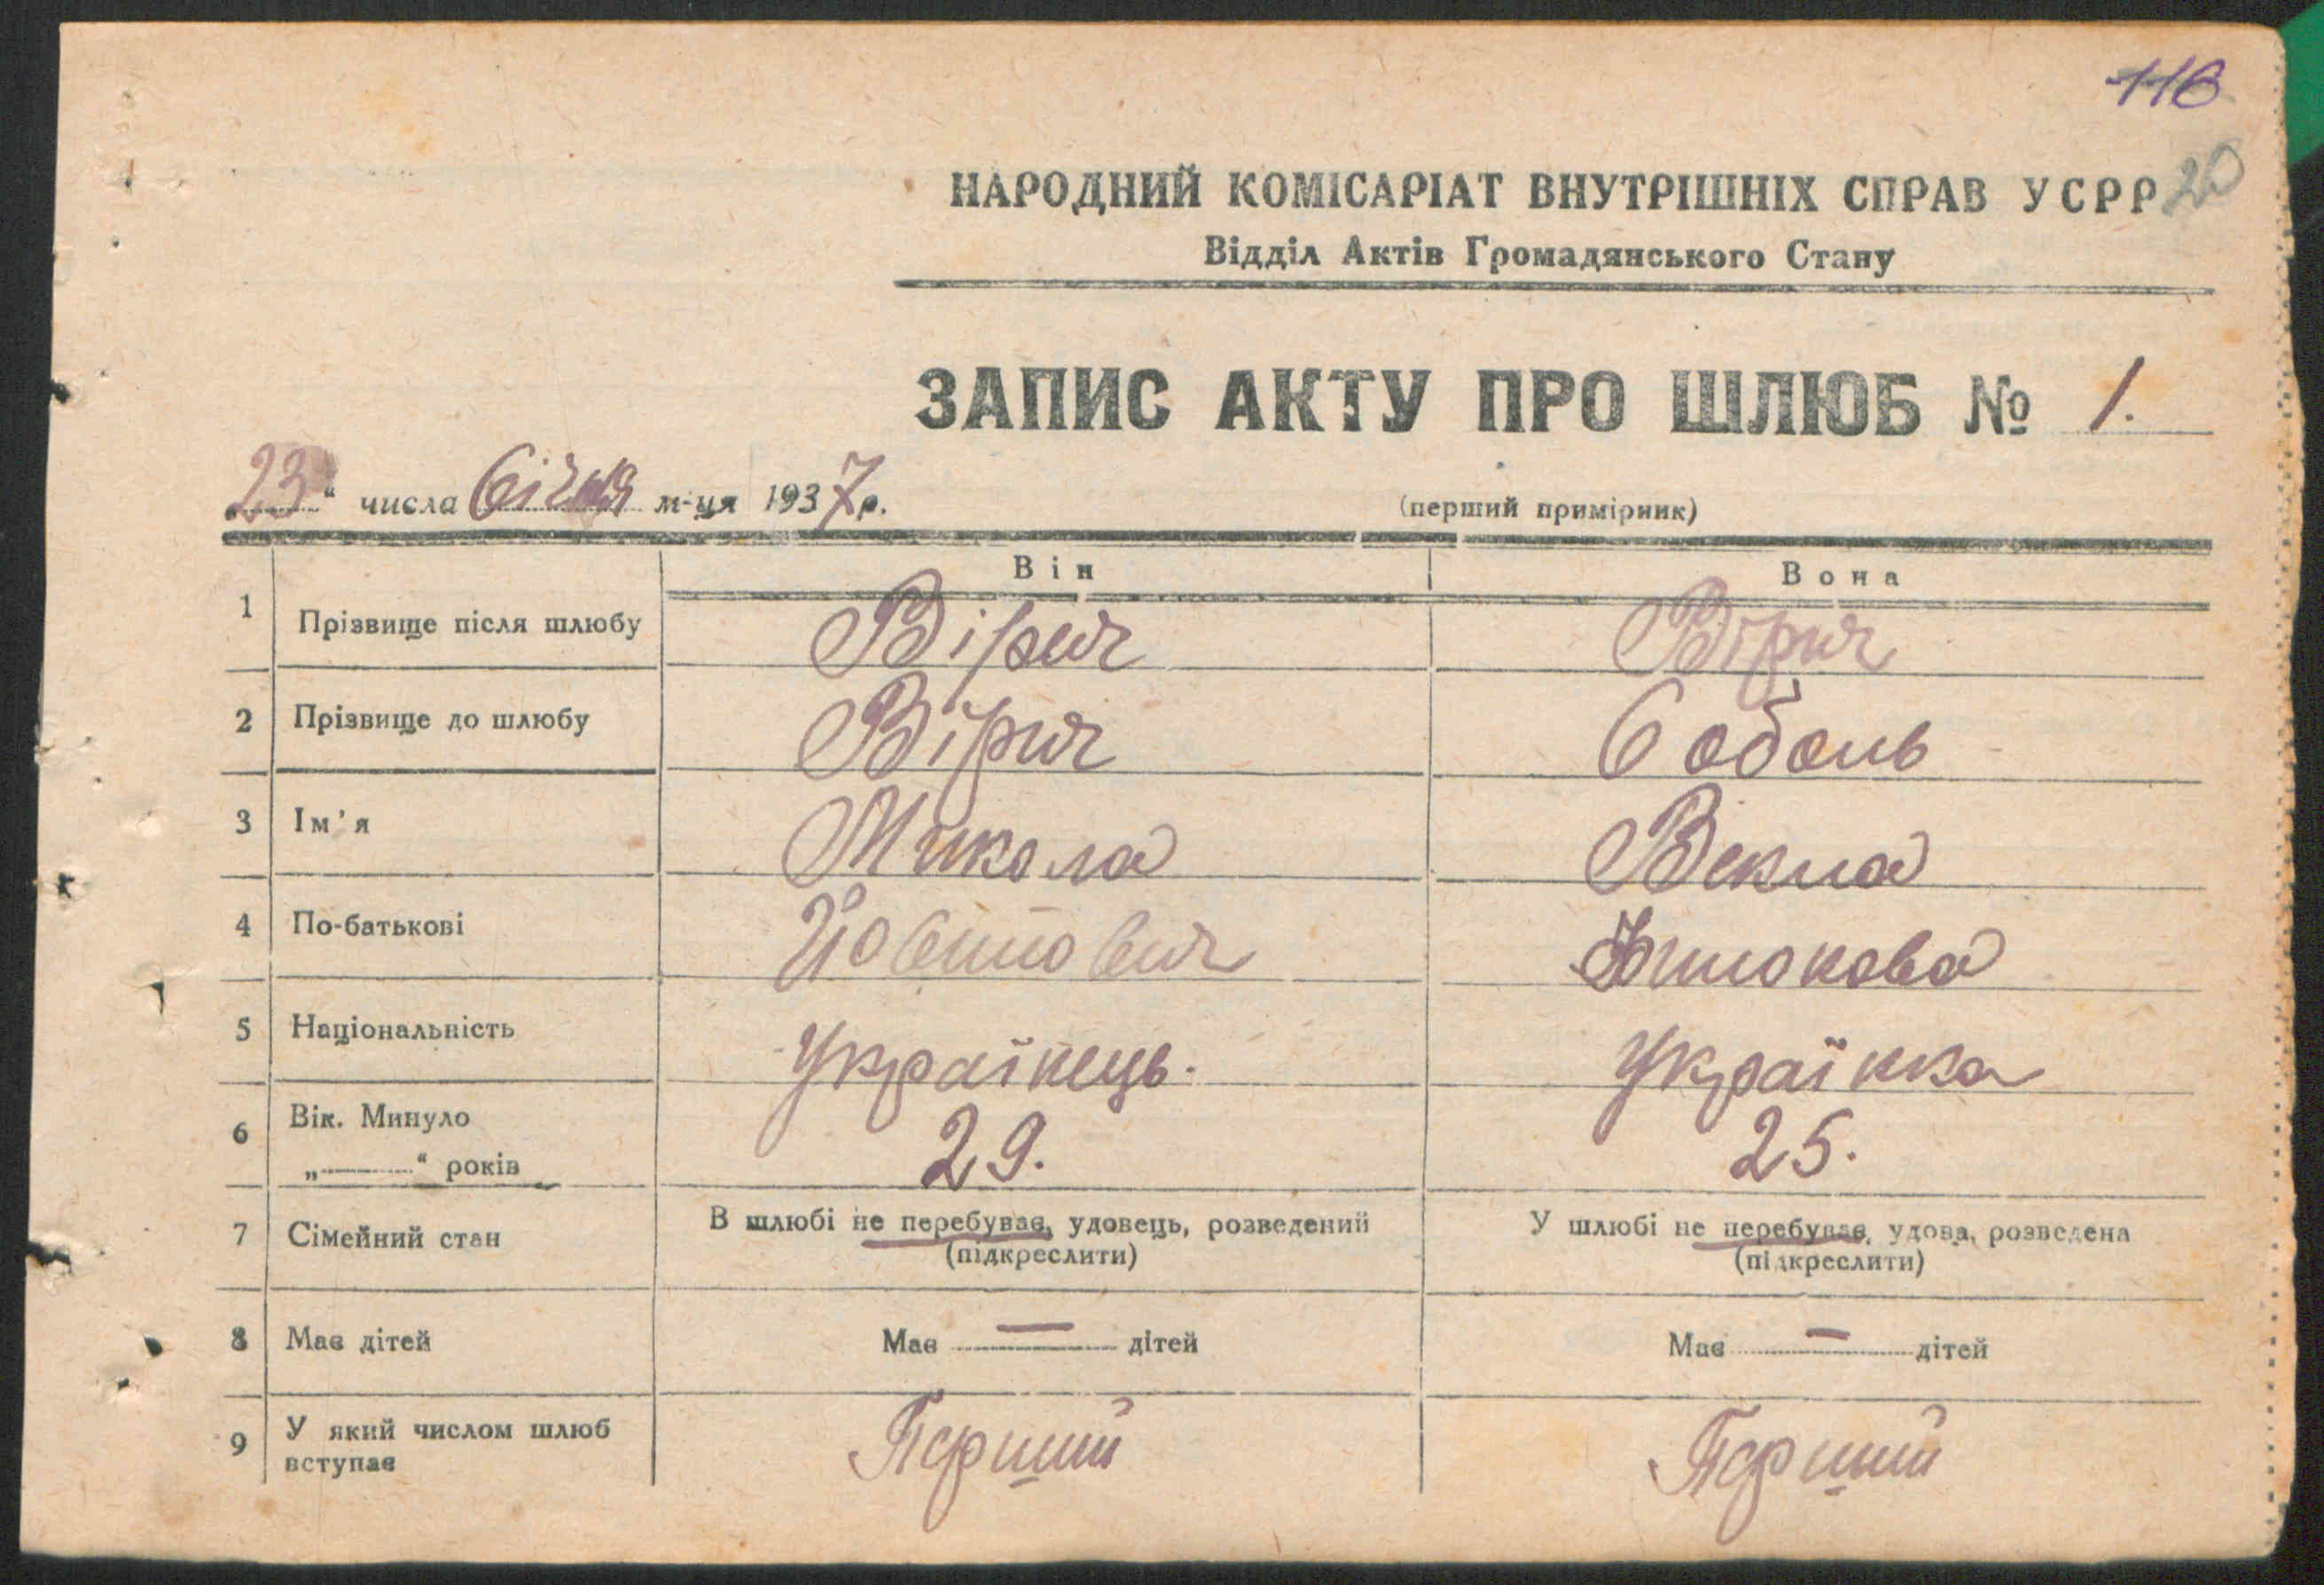 116
20
НАРОДНИЙ КОМІСАРІАТ ВНУТРІШНІХ СПРАВ УСРР
Відділ Актів Громадянського Стану
ЗАПИС АКТУ ПРО ШЛЮБ № 1.
„23“ числа Січня м-ця 1937р.
(перший примірник)
Він Вона
1 Прізвище після шлюбу Вірич Вірич
2 Прізвище до шлюбу Вірич Соболь
3 Ім'я Микола Векла
4 По-батькові
5 Національність Українець. Українка
6 Вік. Минуло 29. 25.
„ “ років
7 Сімейний стан В шлюбі не перебуває, удовець, розведений У шлюбі не перебуває, удова, розведена
(підкреслити) (підкреслити)
8 Має дітей Має — дітей Має — дітей
9 У який числом шлюб Перший Перший
вступає